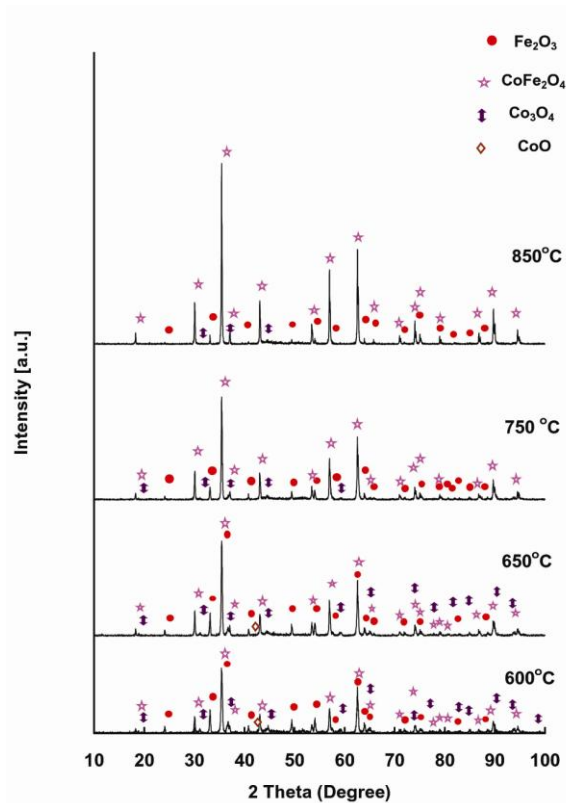 Fe₂O₃
CoFe₂O₄
Co₃O₄
CoO
850°C
750 °C
650°C
600°C
Intensity [a.u.]
10 20 30 40 50 60 70 80 90 100
2 Theta (Degree)